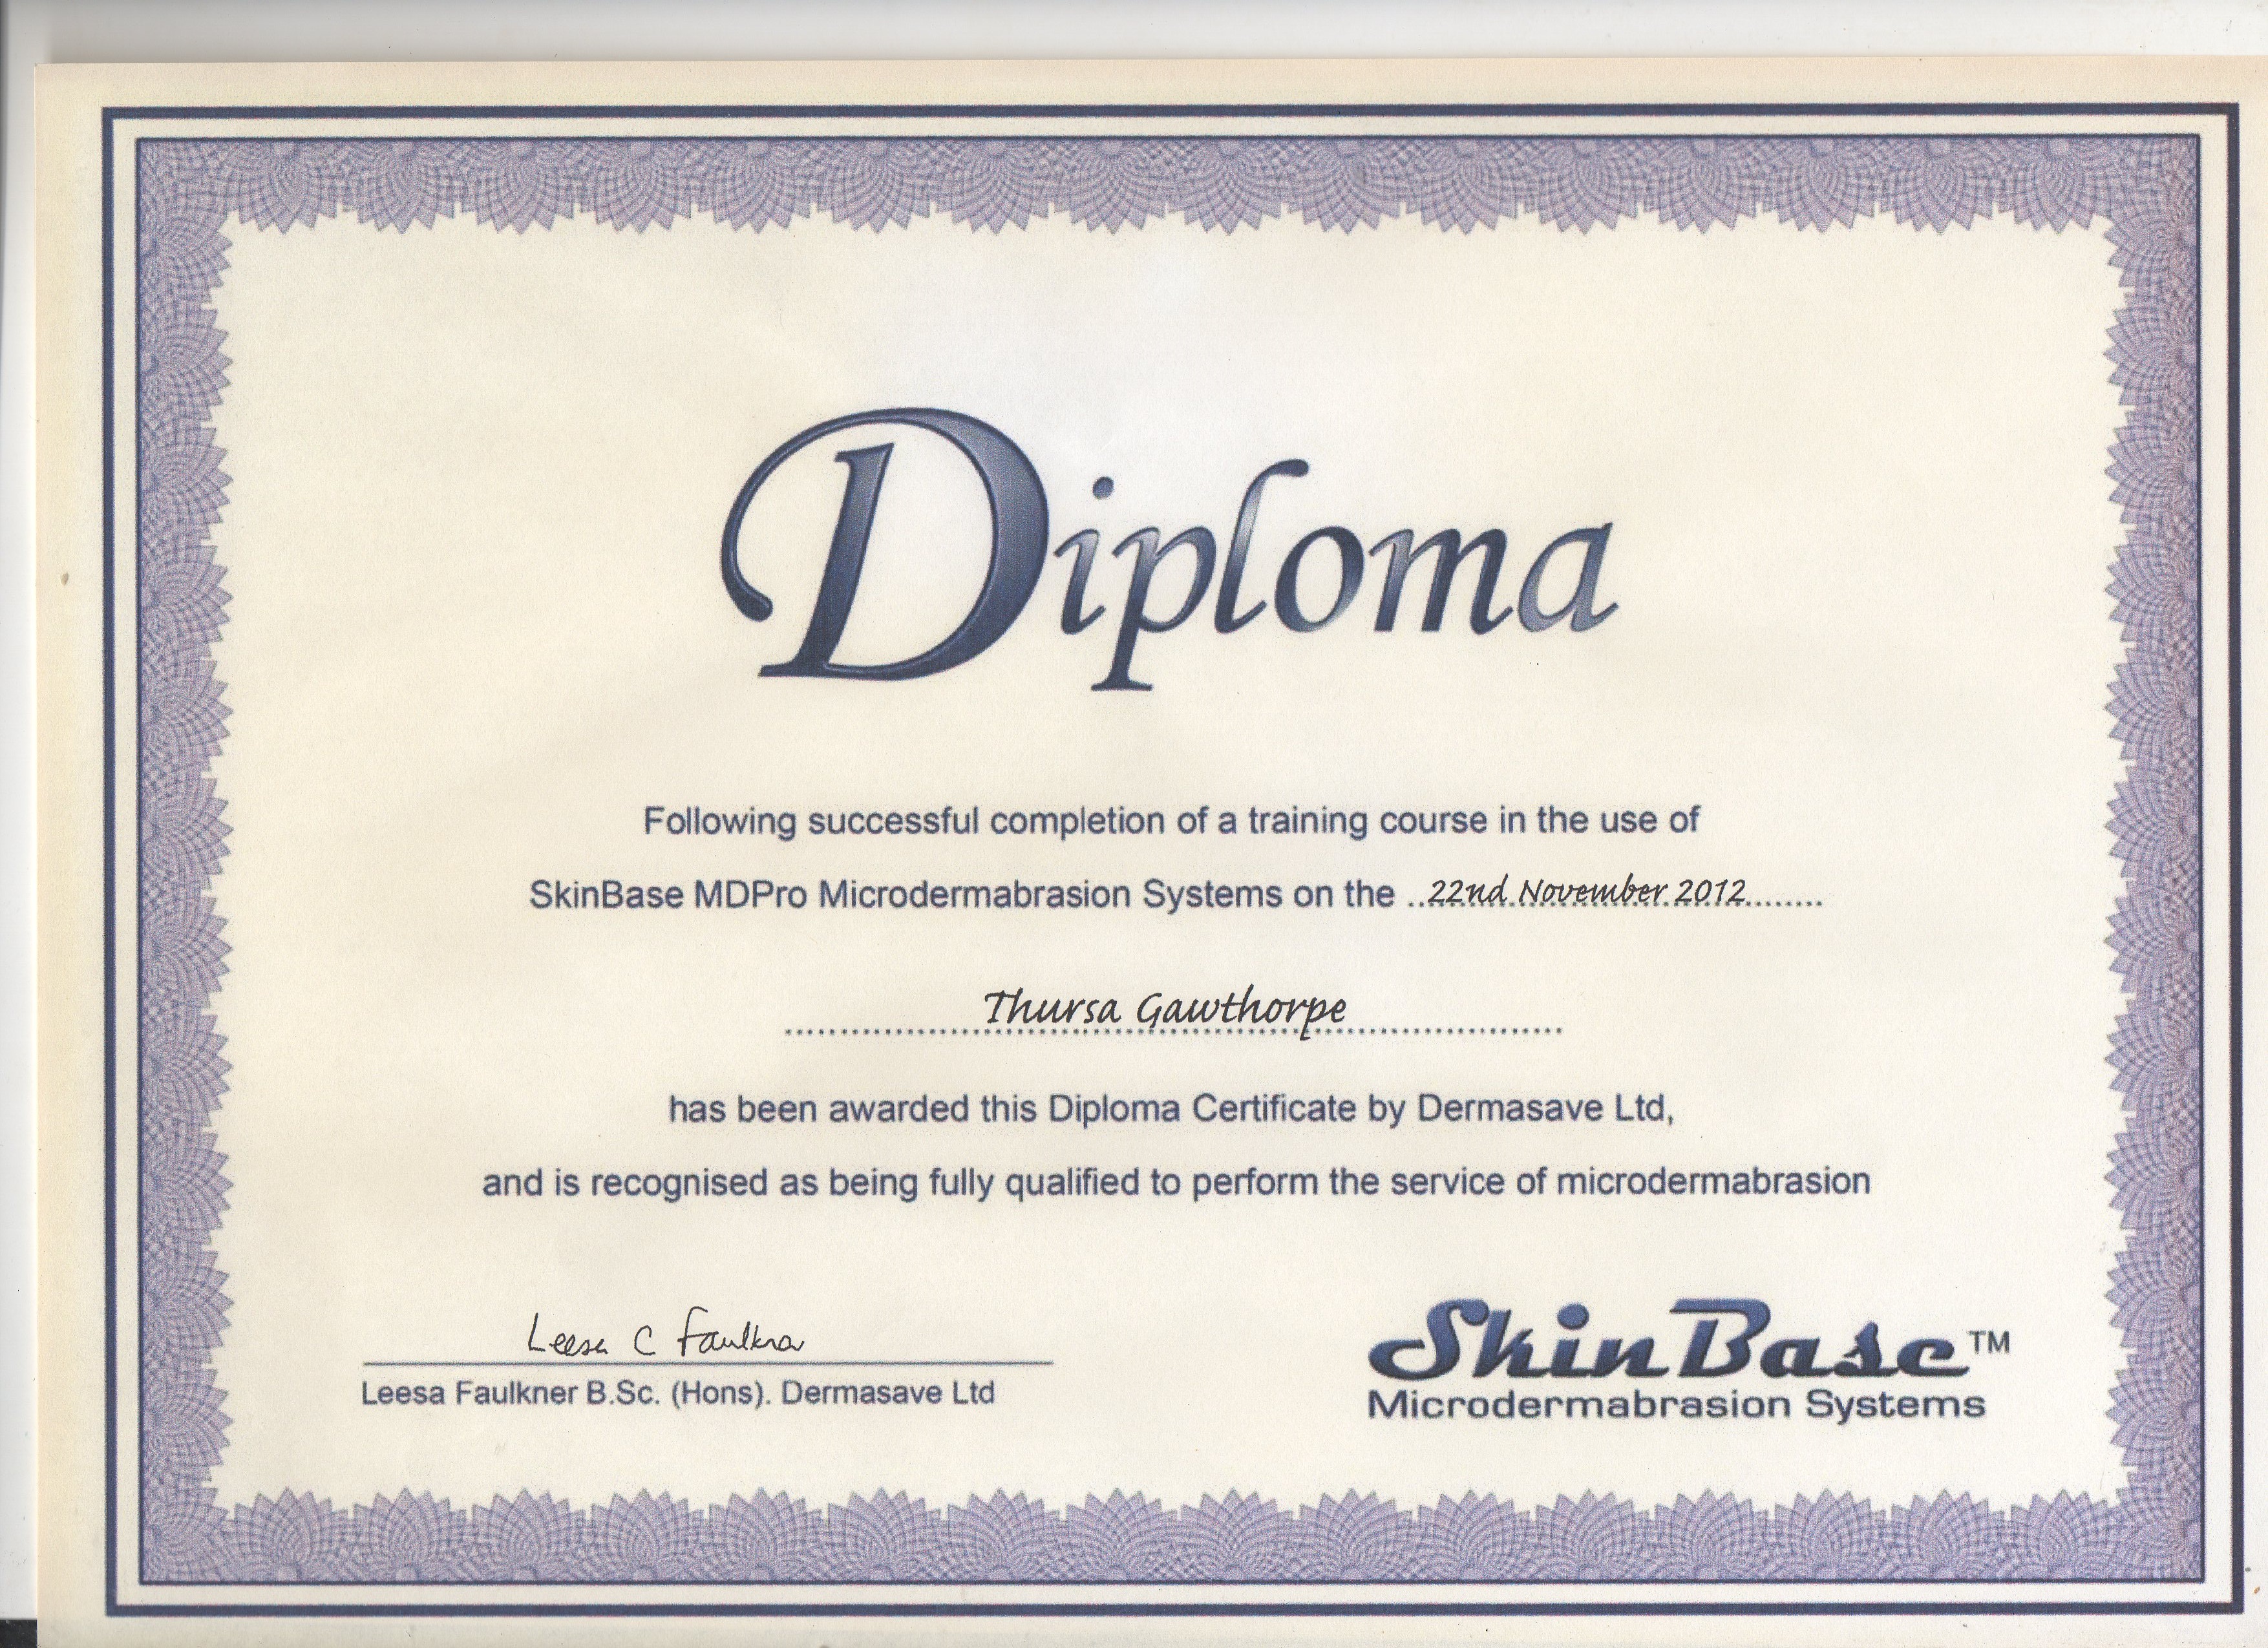 Diploma
Following successful completion of a training course in the use of
SkinBase MDPro Microdermabrasion Systems on the ..22nd November 2012........
Thursa Gawthorpe
has been awarded this Diploma Certificate by Dermasave Ltd,
and is recognised as being fully qualified to perform the service of microdermabrasion
Leesa C Faulkner
Leesa Faulkner B.Sc. (Hons). Dermasave Ltd
SkinBase™
Microdermabrasion Systems